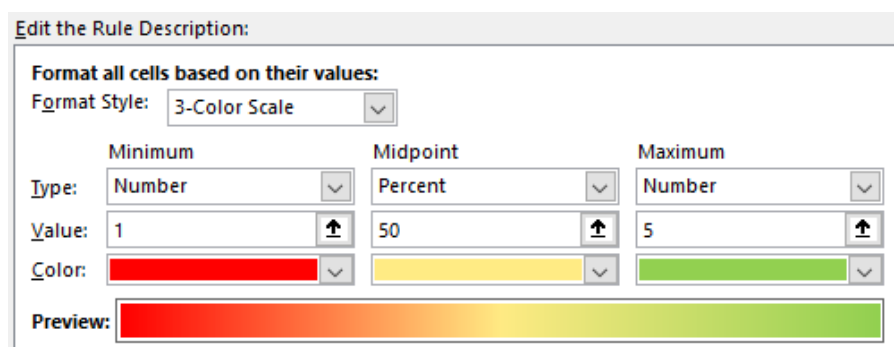 Edit the Rule Description:
Format all cells based on their values:
Format Style: 3-Color Scale
Minimum Midpoint Maximum
Type: Number Percent Number
Value: 1 50 5
Color:
Preview: